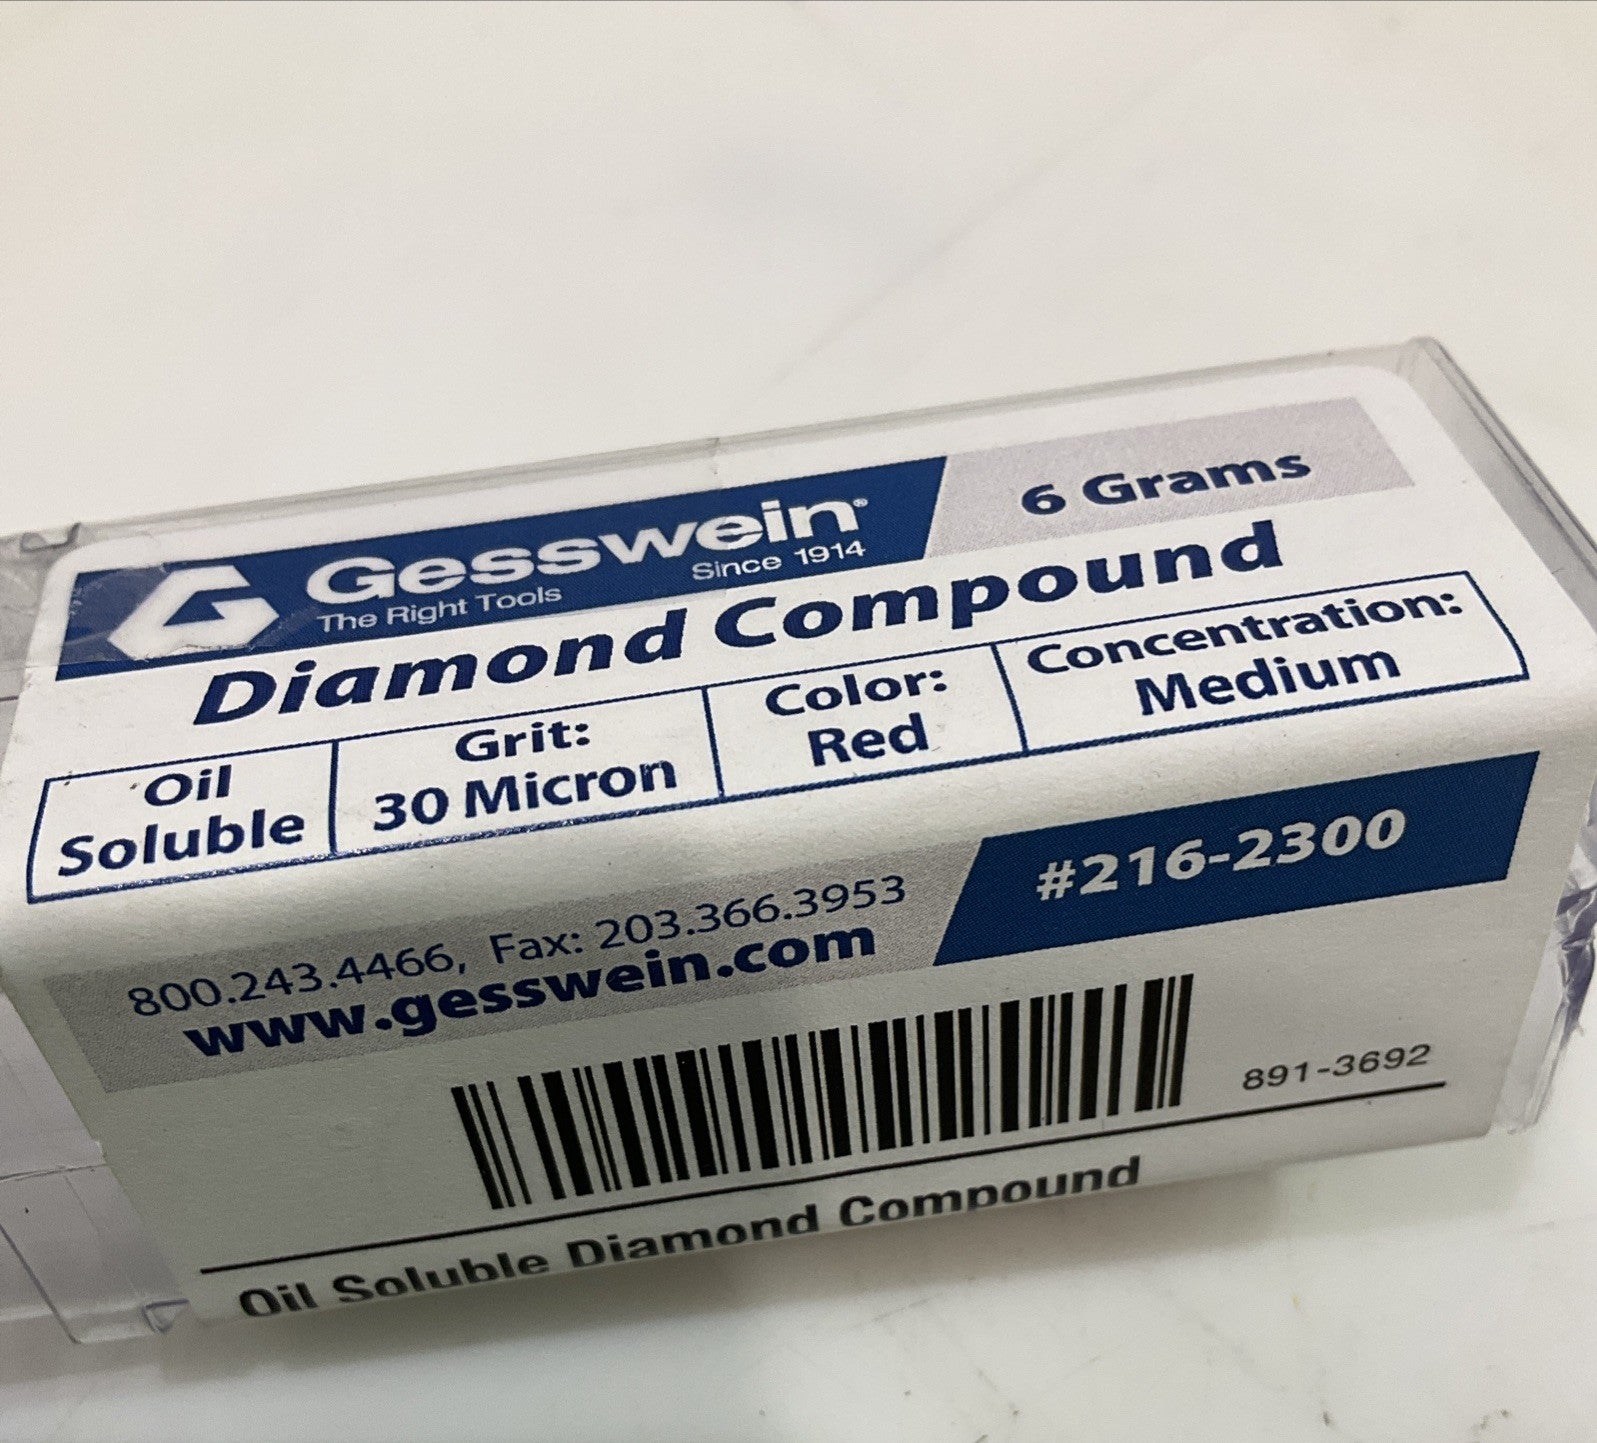 Gesswein®
The Right Tools Since 1914
6 Grams
Diamond Compound
Oil Soluble
Grit: 30 Micron
Color: Red
Concentration: Medium
800.243.4466, Fax: 203.366.3953
www.gesswein.com
#216-2300
891-3692
Oil Soluble Diamond Compound